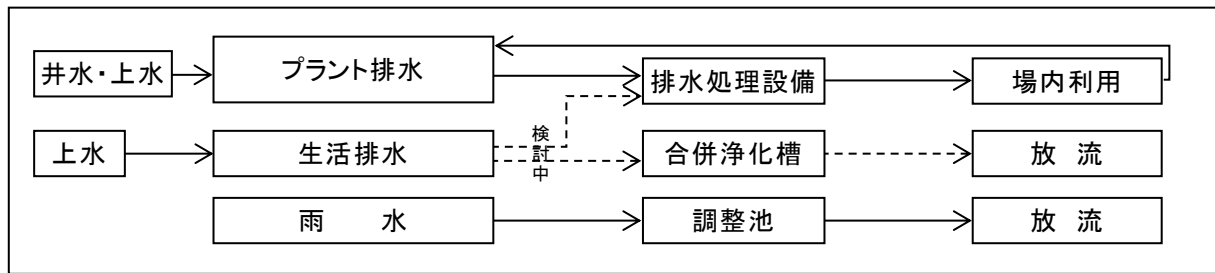 井水・上水
プラント排水
排水処理設備
場内利用
上水
生活排水
検討中
合併浄化槽
放 流
雨 水
調整池
放 流